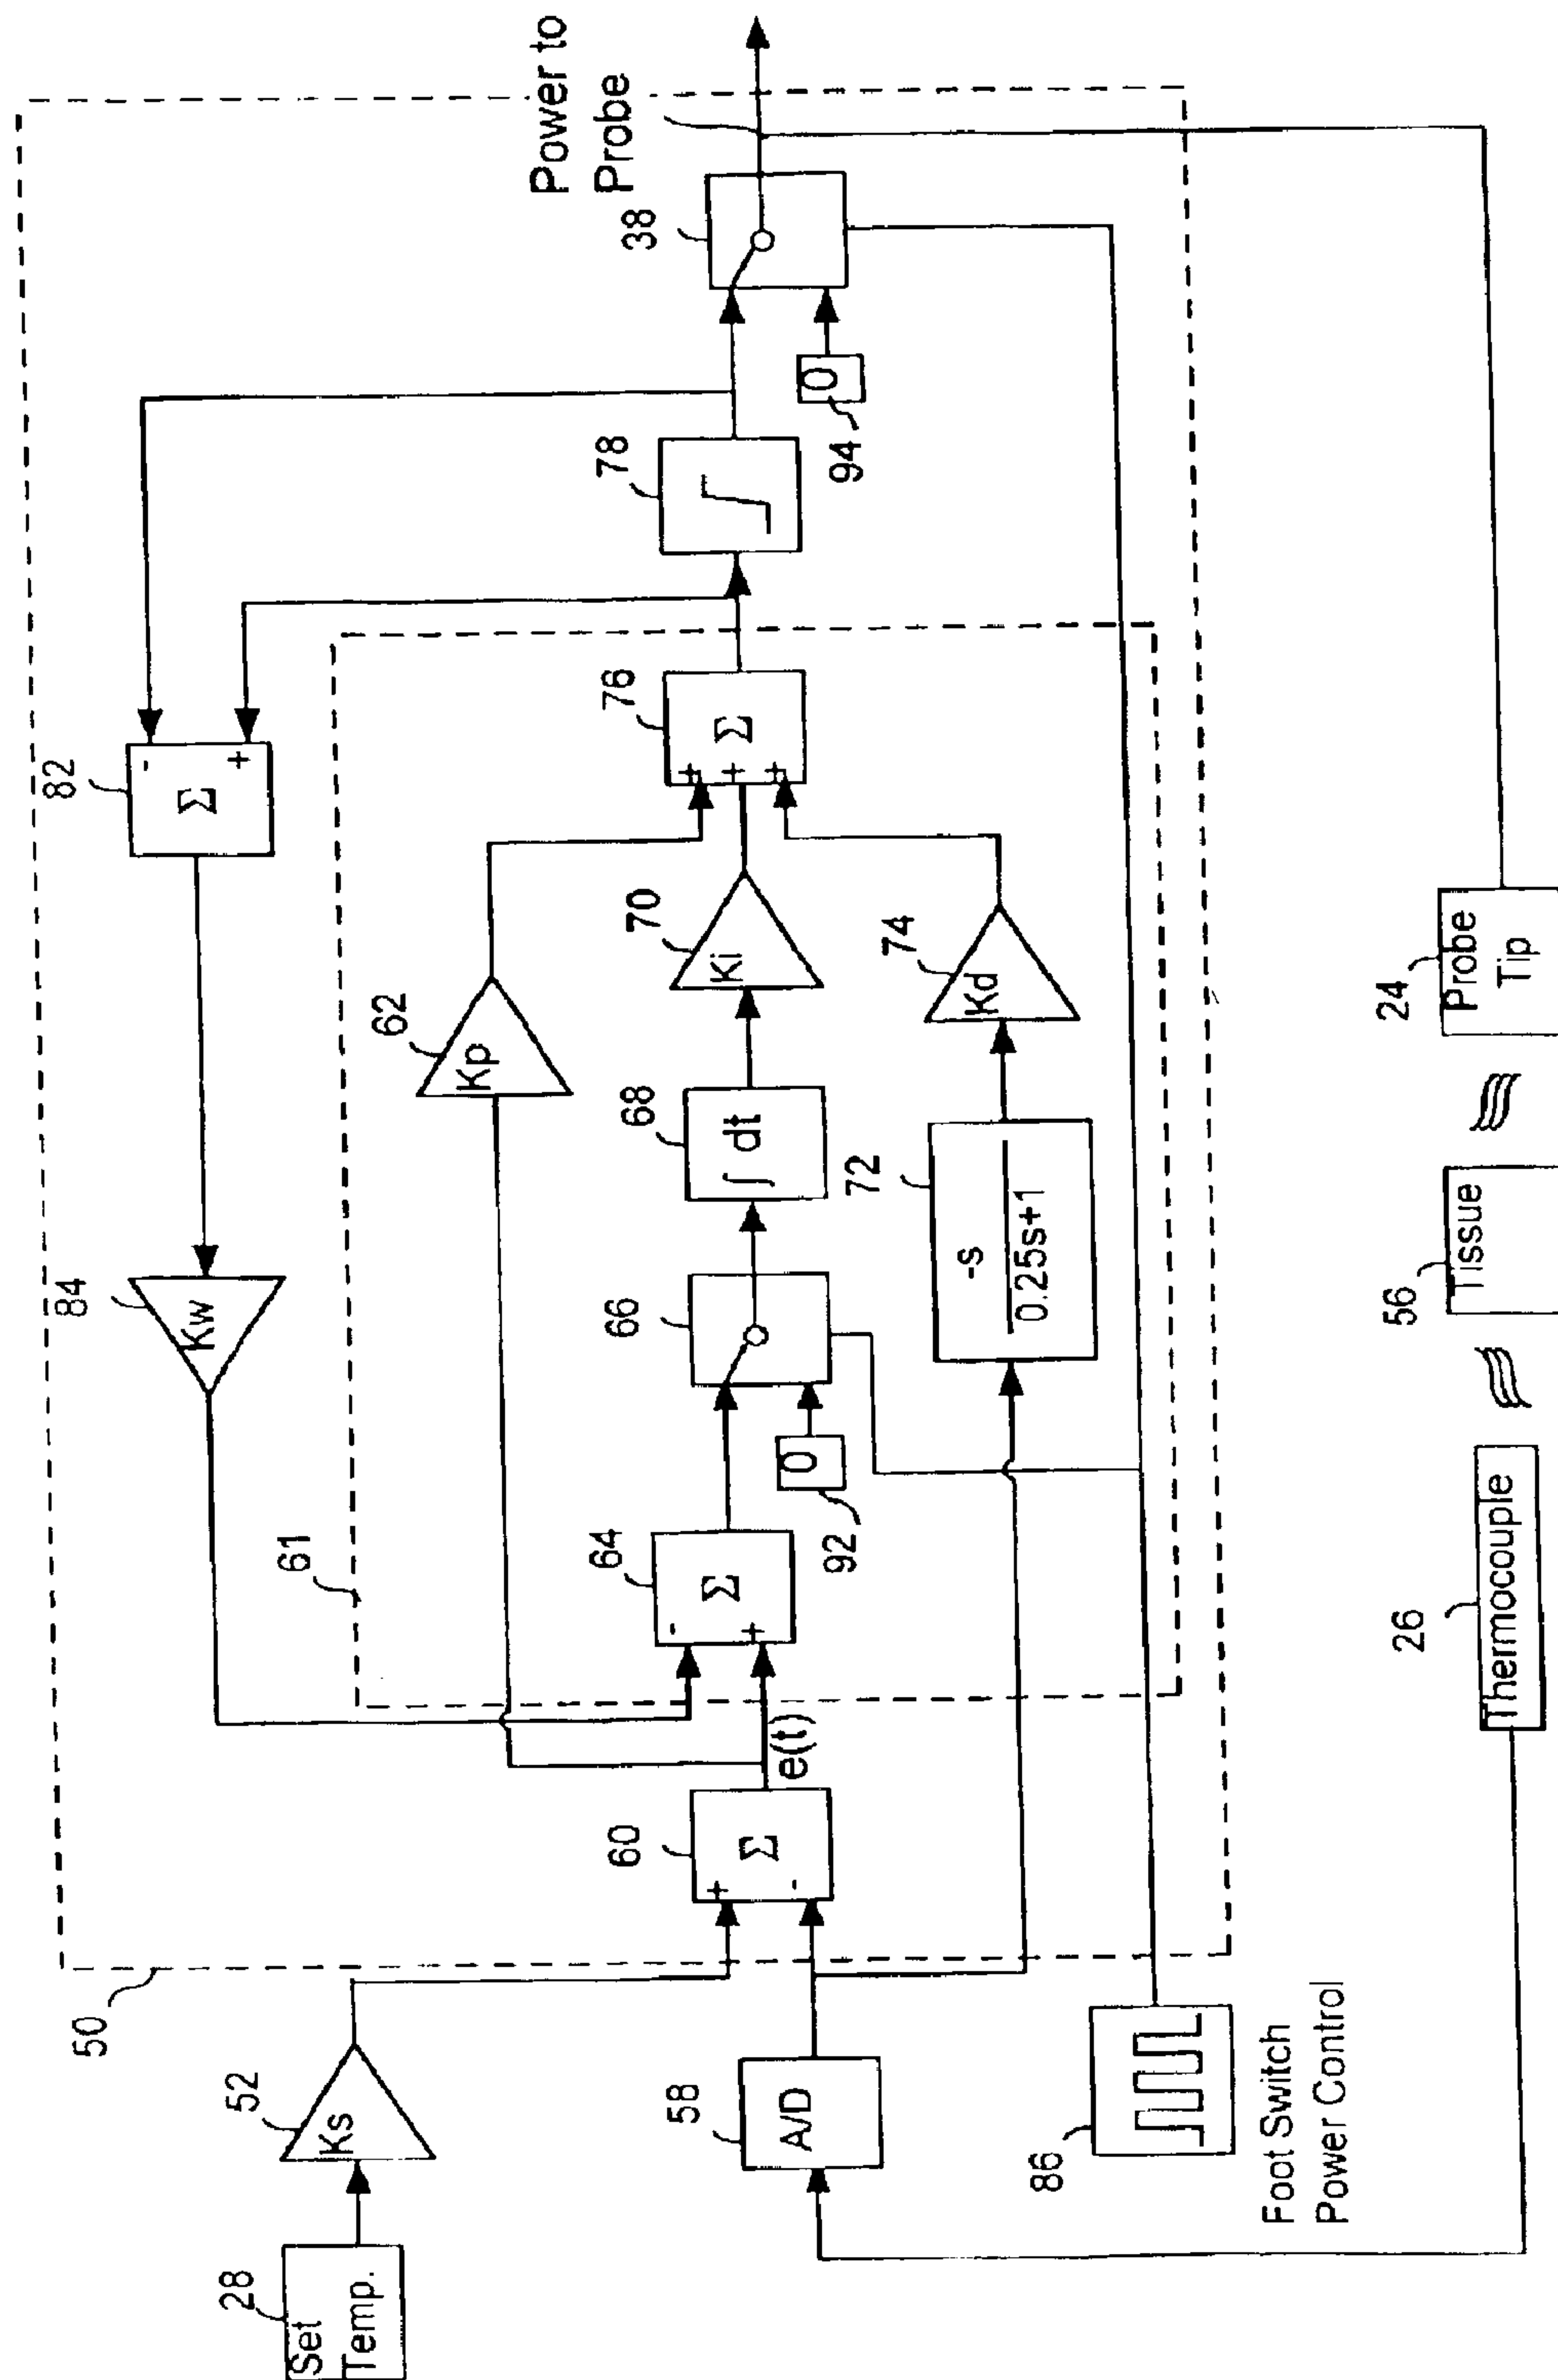 28
Set
Temp.
52
Ks
50
58
A/D
86
Foot Switch
Power Control
60
+
Σ
-
e(t)
61
64
-
Σ
+
92
0
66
68
∫ dt
72
-s
0.25s+1
62
Kp
70
Ki
74
Kd
76
+
+
+
Σ
84
Kw
82
-
Σ
+
78
94
0
38
Power to
Probe
26
Thermocouple
56
Tissue
24
Probe
Tip